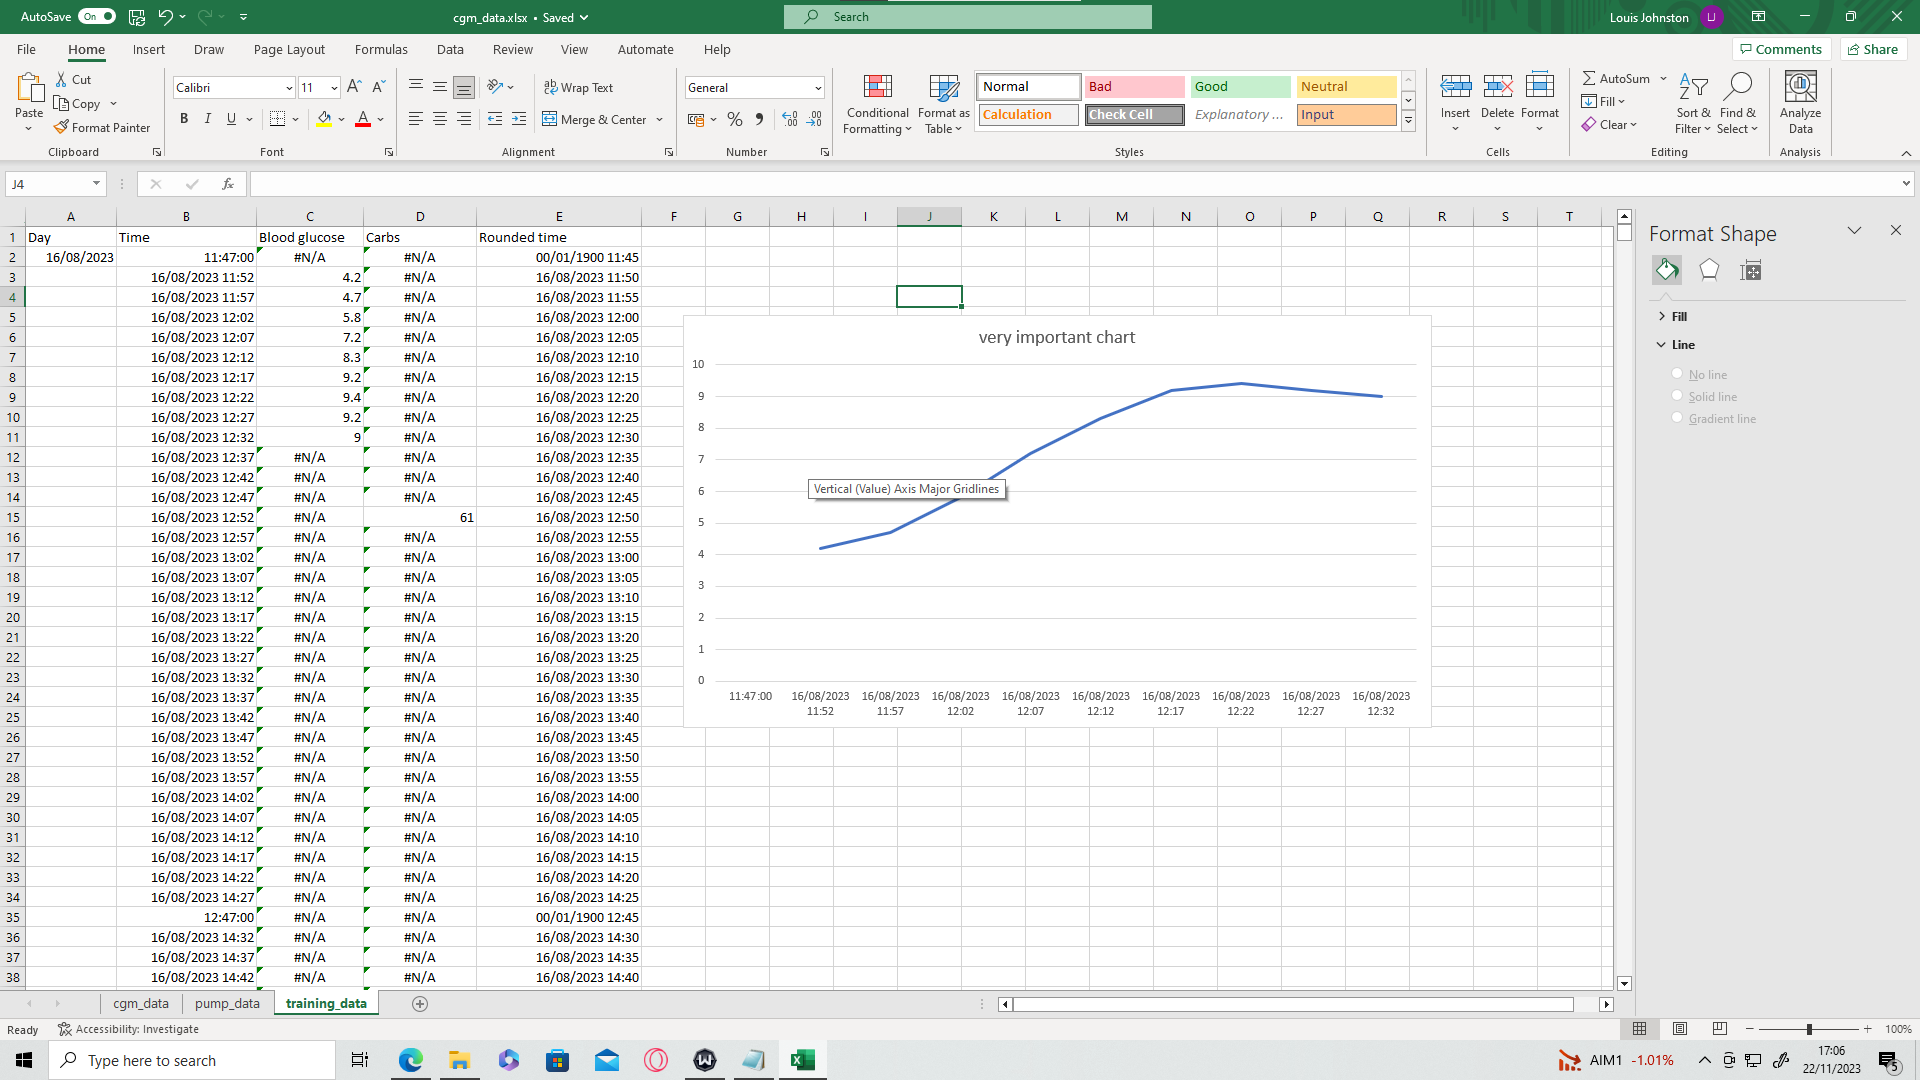 AutoSave On cgm_data.xlsx • Saved Search Louis Johnston LJ
File Home Insert Draw Page Layout Formulas Data Review View Automate Help Comments Share
Paste Cut Copy Format Painter Clipboard
Calibri 11 A A B I U A Font
Wrap Text Merge & Center Alignment
General % Number
Conditional Formatting Format as Table
Normal Bad Good Neutral
Calculation Check Cell Explanatory ... Input
Styles
Insert Delete Format Cells
AutoSum Fill Clear Sort & Filter Find & Select Editing
Analyze Data Analysis
J4 fx
A B C D E F G H I J K L M N O P Q R S T
1 Day Time Blood glucose Carbs Rounded time
2 16/08/2023 11:47:00 #N/A #N/A 00/01/1900 11:45
3 16/08/2023 11:52 4.2 #N/A 16/08/2023 11:50
4 16/08/2023 11:57 4.7 #N/A 16/08/2023 11:55
5 16/08/2023 12:02 5.8 #N/A 16/08/2023 12:00
6 16/08/2023 12:07 7.2 #N/A 16/08/2023 12:05
7 16/08/2023 12:12 8.3 #N/A 16/08/2023 12:10
8 16/08/2023 12:17 9.2 #N/A 16/08/2023 12:15
9 16/08/2023 12:22 9.4 #N/A 16/08/2023 12:20
10 16/08/2023 12:27 9.2 #N/A 16/08/2023 12:25
11 16/08/2023 12:32 9 #N/A 16/08/2023 12:30
12 16/08/2023 12:37 #N/A #N/A 16/08/2023 12:35
13 16/08/2023 12:42 #N/A #N/A 16/08/2023 12:40
14 16/08/2023 12:47 #N/A #N/A 16/08/2023 12:45
15 16/08/2023 12:52 #N/A 61 16/08/2023 12:50
16 16/08/2023 12:57 #N/A #N/A 16/08/2023 12:55
17 16/08/2023 13:02 #N/A #N/A 16/08/2023 13:00
18 16/08/2023 13:07 #N/A #N/A 16/08/2023 13:05
19 16/08/2023 13:12 #N/A #N/A 16/08/2023 13:10
20 16/08/2023 13:17 #N/A #N/A 16/08/2023 13:15
21 16/08/2023 13:22 #N/A #N/A 16/08/2023 13:20
22 16/08/2023 13:27 #N/A #N/A 16/08/2023 13:25
23 16/08/2023 13:32 #N/A #N/A 16/08/2023 13:30
24 16/08/2023 13:37 #N/A #N/A 16/08/2023 13:35
25 16/08/2023 13:42 #N/A #N/A 16/08/2023 13:40
26 16/08/2023 13:47 #N/A #N/A 16/08/2023 13:45
27 16/08/2023 13:52 #N/A #N/A 16/08/2023 13:50
28 16/08/2023 13:57 #N/A #N/A 16/08/2023 13:55
29 16/08/2023 14:02 #N/A #N/A 16/08/2023 14:00
30 16/08/2023 14:07 #N/A #N/A 16/08/2023 14:05
31 16/08/2023 14:12 #N/A #N/A 16/08/2023 14:10
32 16/08/2023 14:17 #N/A #N/A 16/08/2023 14:15
33 16/08/2023 14:22 #N/A #N/A 16/08/2023 14:20
34 16/08/2023 14:27 #N/A #N/A 16/08/2023 14:25
35 12:47:00 #N/A #N/A 00/01/1900 12:45
36 16/08/2023 14:32 #N/A #N/A 16/08/2023 14:30
37 16/08/2023 14:37 #N/A #N/A 16/08/2023 14:35
38 16/08/2023 14:42 #N/A #N/A 16/08/2023 14:40
very important chart
10
9
8
7
6
5
4
3
2
1
0
Vertical (Value) Axis Major Gridlines
11:47:00 16/08/2023 16/08/2023 16/08/2023 16/08/2023 16/08/2023 16/08/2023 16/08/2023 16/08/2023 16/08/2023
11:52 11:57 12:02 12:07 12:12 12:17 12:22 12:27 12:32
Format Shape
Fill
Line
No line
Solid line
Gradient line
cgm_data pump_data training_data
Ready Accessibility: Investigate 100%
Type here to search AIM1 -1.01% 17:06
22/11/2023 5